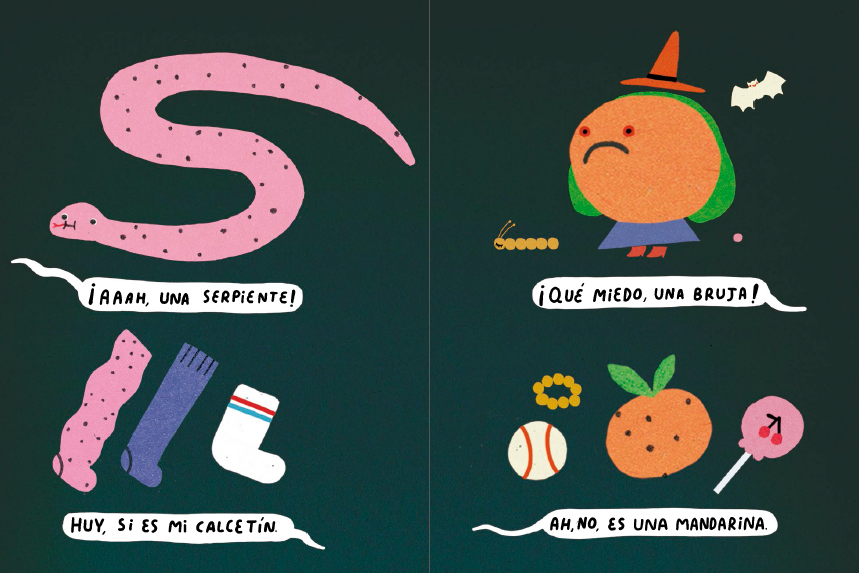 ¡AAAH, UNA SERPIENTE!
HUY, SI ES MI CALCETÍN.
¡QUÉ MIEDO, UNA BRUJA!
AH, NO, ES UNA MANDARINA.